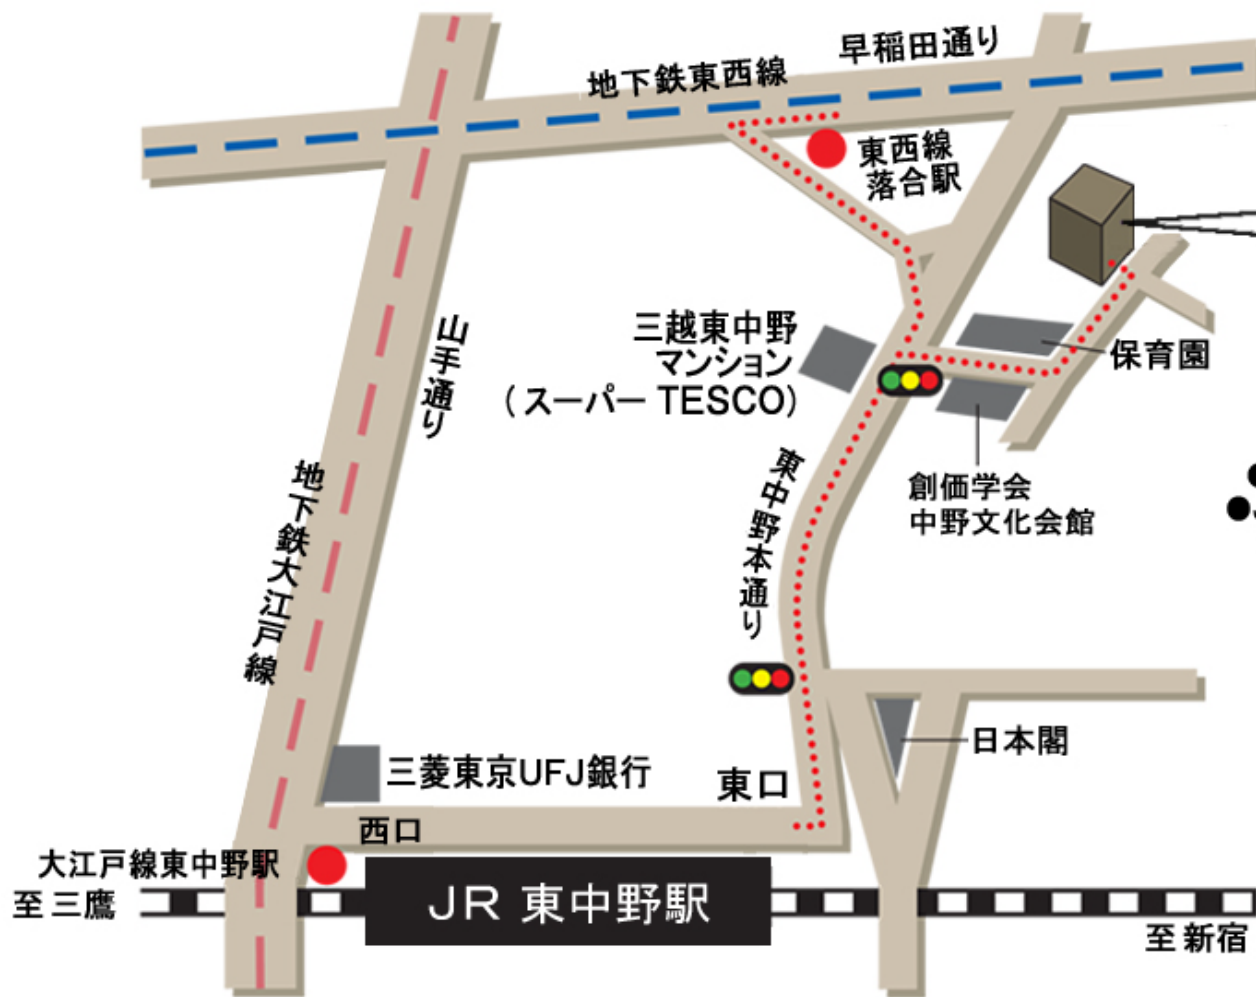 早稲田通り
地下鉄東西線
東西線
落合駅
山手通り
三越東中野
マンション
(スーパー TESCO)
保育園
地下鉄大江戸線
東中野本通り
創価学会
中野文化会館
日本閣
三菱東京UFJ銀行
東口
西口
大江戸線東中野駅
至 三鷹
JR 東中野駅
至 新宿